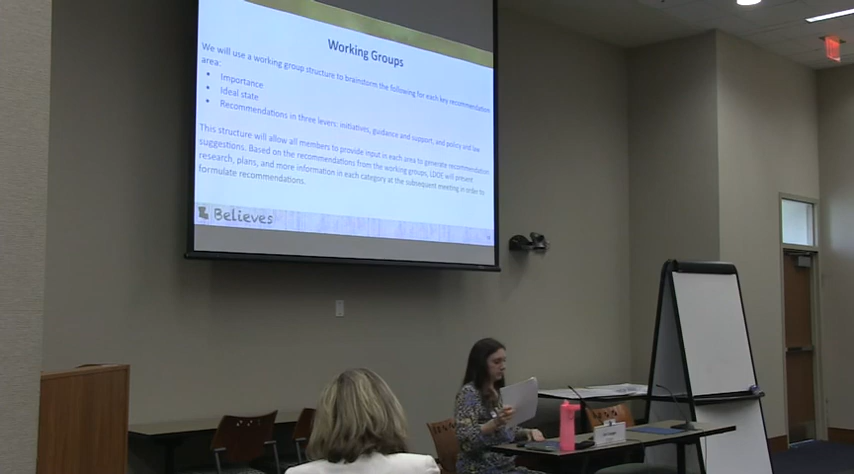 Working Groups
We will use a working group structure to brainstorm the following for each key recommendation
area:
• Importance
• Ideal state
• Recommendations in three levers: initiatives, guidance and support, and policy and law
This structure will allow all members to provide input in each area to generate recommendation
suggestions. Based on the recommendations from the working groups, LDOE will present
research, plans, and more information in each category at the subsequent meeting in order to
formulate recommendations.
Believes